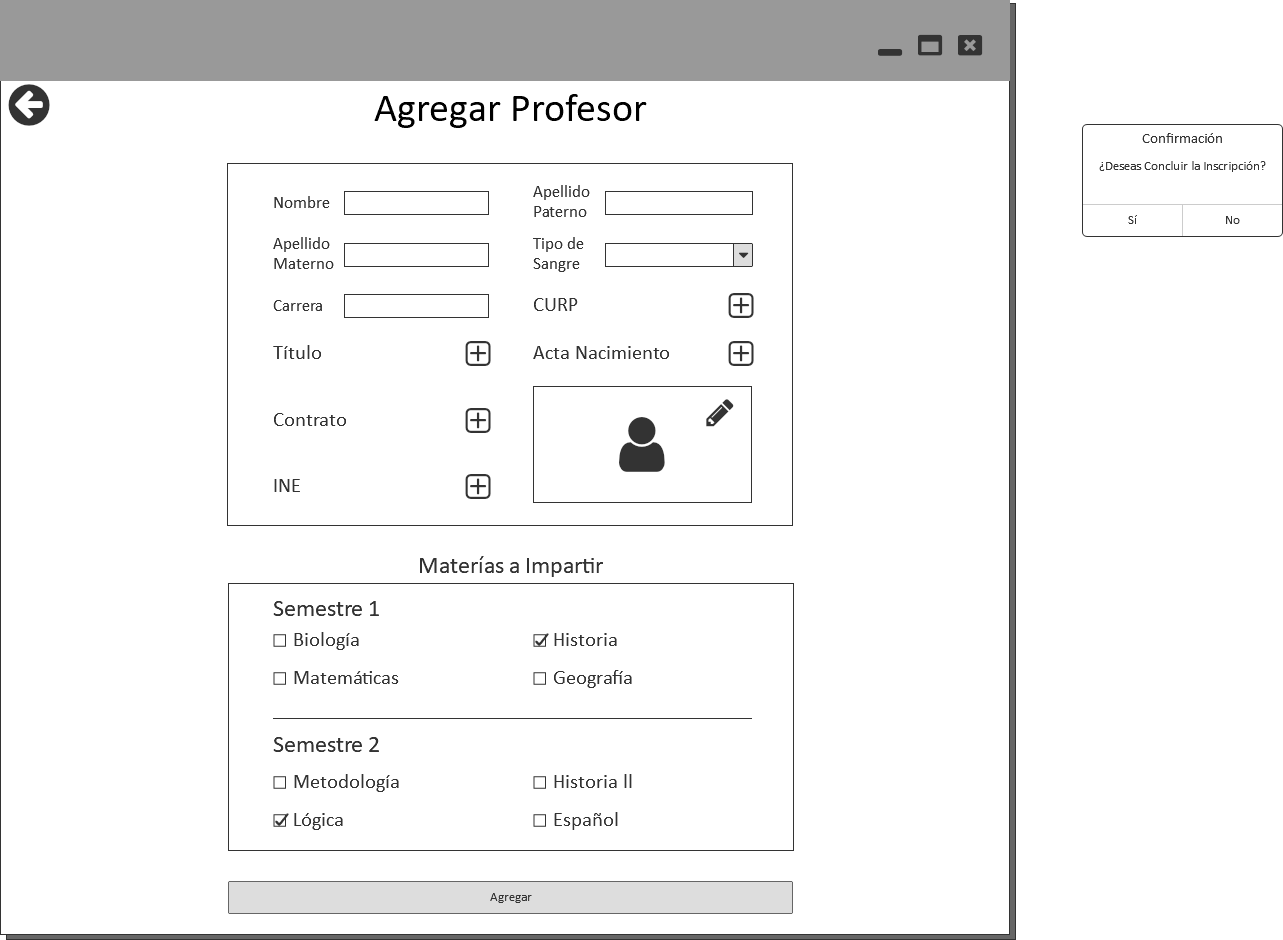 Agregar Profesor
Confirmación
¿Deseas Concluir la Inscripción?
Sí
No
Nombre
Apellido
Paterno
Apellido
Materno
Tipo de
Sangre
Carrera
CURP
Título
Acta Nacimiento
Contrato
INE
Materías a Impartir
Semestre 1
Biología
Historia
Matemáticas
Geografía
Semestre 2
Metodología
Historia ll
Lógica
Español
Agregar